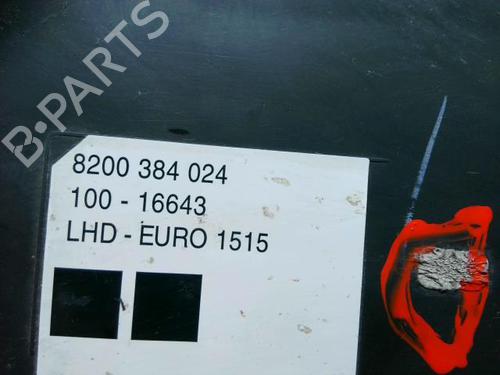 B-PARTS
8200 384 024
100 - 16643
LHD - EURO 1515